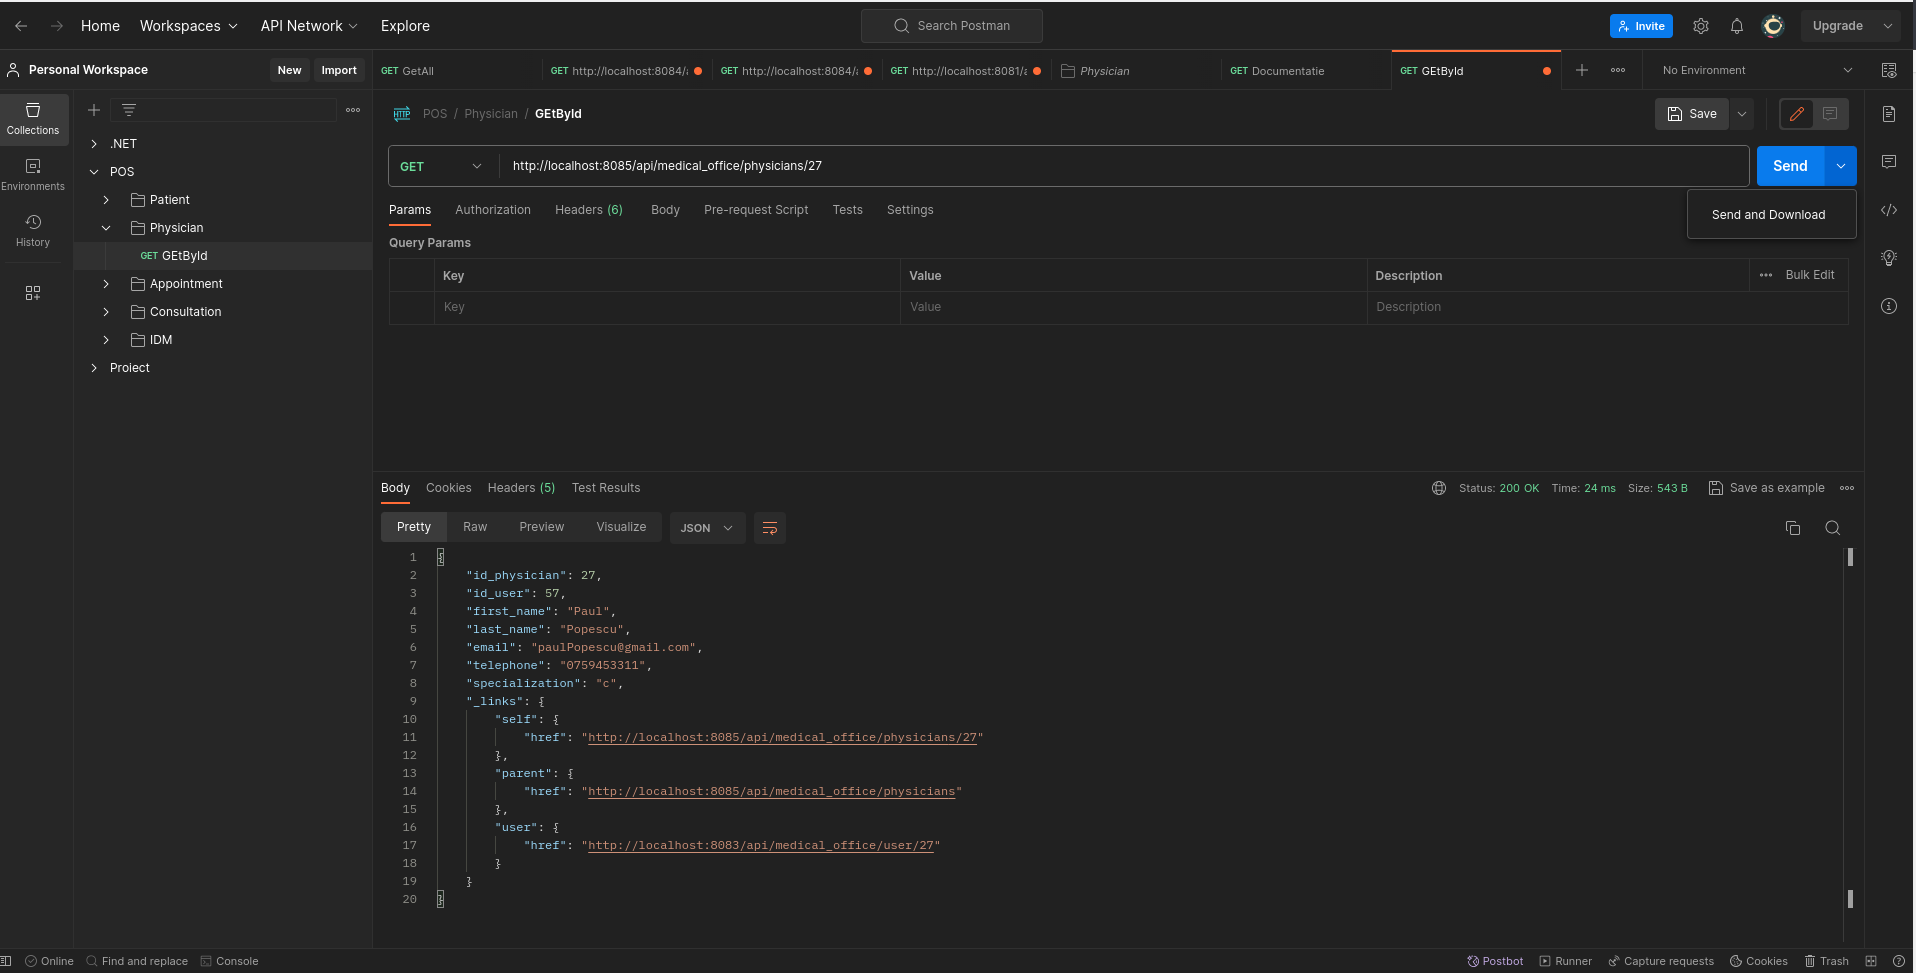 Home Workspaces API Network Explore Search Postman Invite Upgrade
Personal Workspace New Import
GET GetAll GET http://localhost:8084/ GET http://localhost:8084/ GET http://localhost:8081/ Physician GET Documentatie GET GEtById No Environment
Collections
Environments
History
.NET
POS
Patient
Physician
GET GEtById
Appointment
Consultation
IDM
Proiect
HTTP POS / Physician / GEtById Save
GET http://localhost:8085/api/medical_office/physicians/27 Send
Send and Download
Params Authorization Headers (6) Body Pre-request Script Tests Settings
Query Params
Key Value Description Bulk Edit
Key Value Description
Body Cookies Headers (5) Test Results Status: 200 OK Time: 24 ms Size: 543 B Save as example
Pretty Raw Preview Visualize JSON
1 {
2 "id_physician": 27,
3 "id_user": 57,
4 "first_name": "Paul",
5 "last_name": "Popescu",
6 "email": "paulPopescu@gmail.com",
7 "telephone": "0759453311",
8 "specialization": "c",
9 "_links": {
10 "self": {
11 "href": "http://localhost:8085/api/medical_office/physicians/27"
12 },
13 "parent": {
14 "href": "http://localhost:8085/api/medical_office/physicians"
15 },
16 "user": {
17 "href": "http://localhost:8083/api/medical_office/user/27"
18 }
19 }
20 }
Online Find and replace Console Postbot Runner Capture requests Cookies Trash